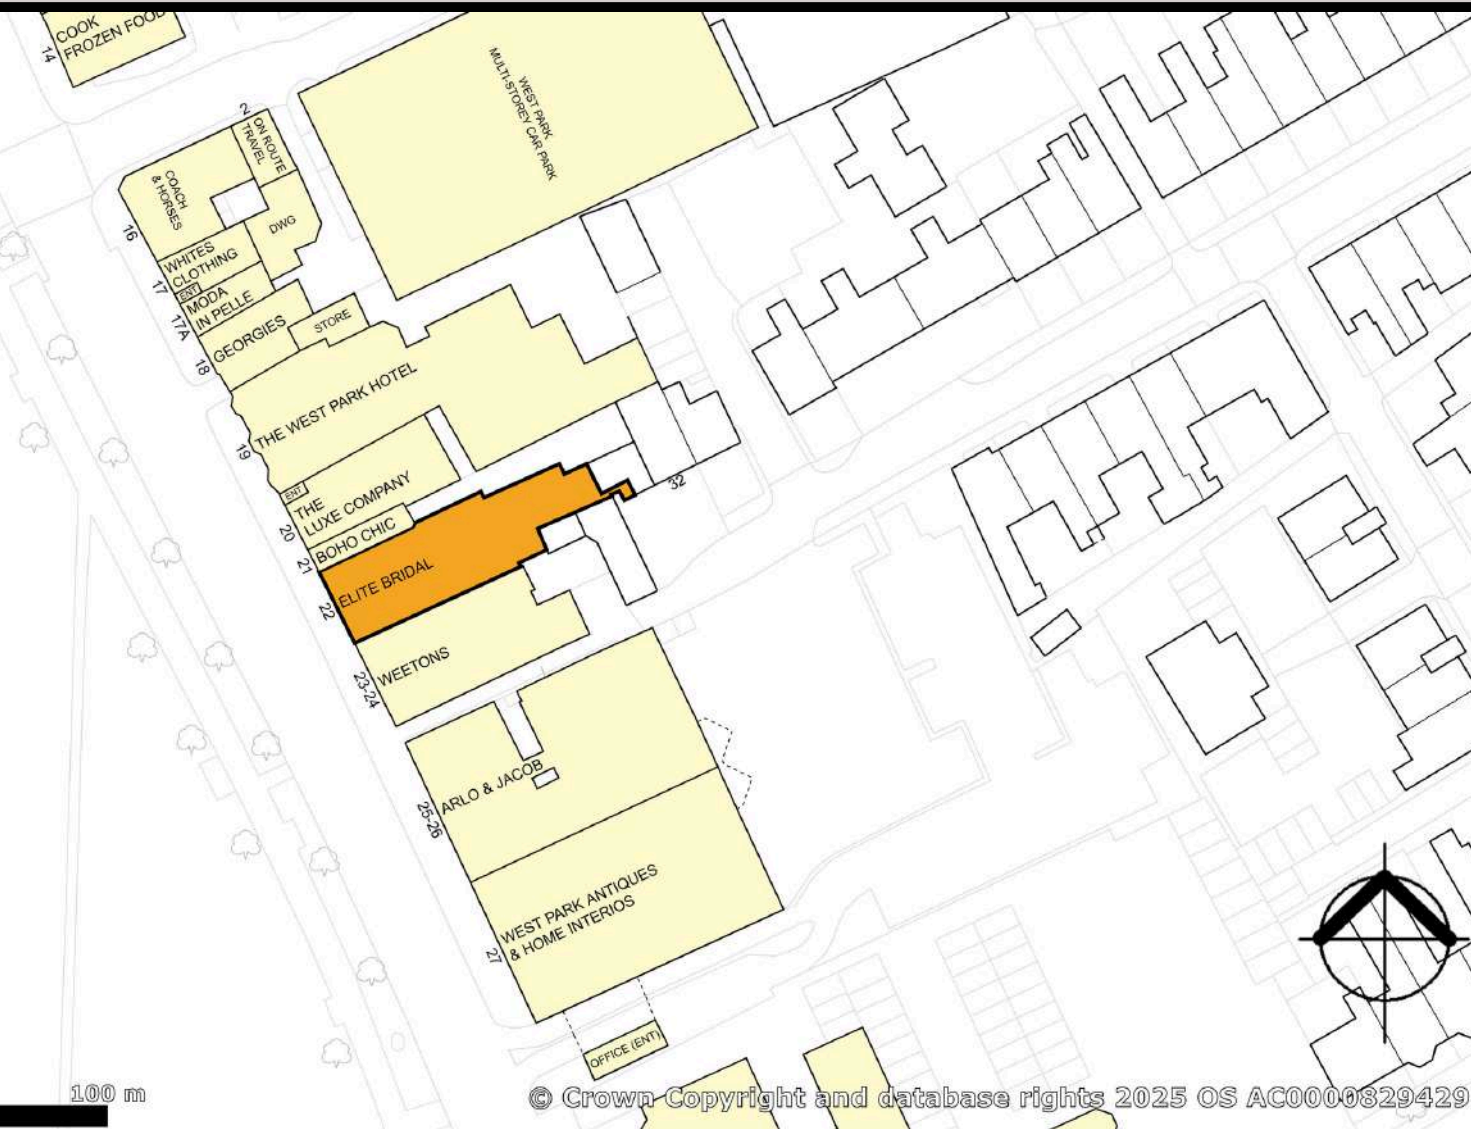 COOK
FROZEN FOOD
14
WEST PARK
MULTI-STOREY CAR PARK
2
ON ROUTE
TRAVEL
COACH
& HORSES
DWG
16
WHITES
CLOTHING
17
ENT
MODA
IN PELLE
17A
GEORGIES
STORE
18
THE WEST PARK HOTEL
19
ENT
THE
LUXE COMPANY
20
BOHO CHIC
21
ELITE BRIDAL
22
32
WEETONS
23-24
ARLO & JACOB
25-26
WEST PARK ANTIQUES
& HOME INTERIOS
27
OFFICE (ENT)
100 m
© Crown Copyright and database rights 2025 OS AC0000829429